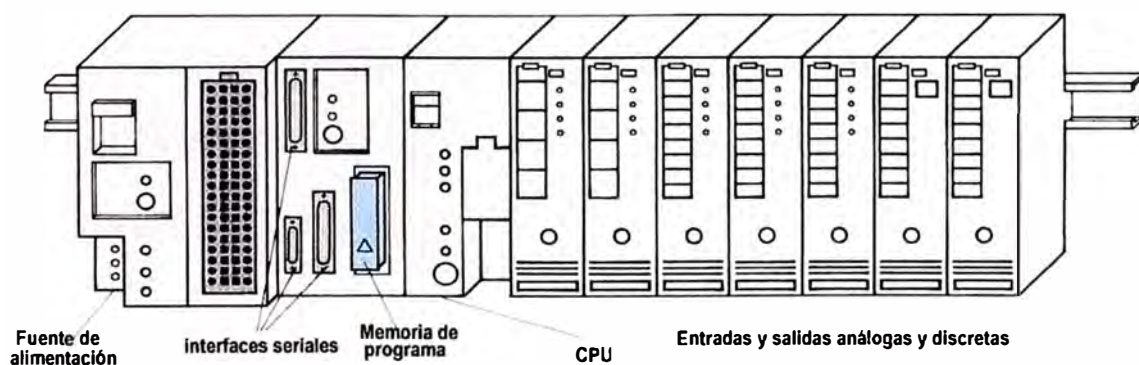 Fuente de
alimentación
interfaces seriales
Memoria de
programa
CPU
Entradas y salidas análogas y discretas